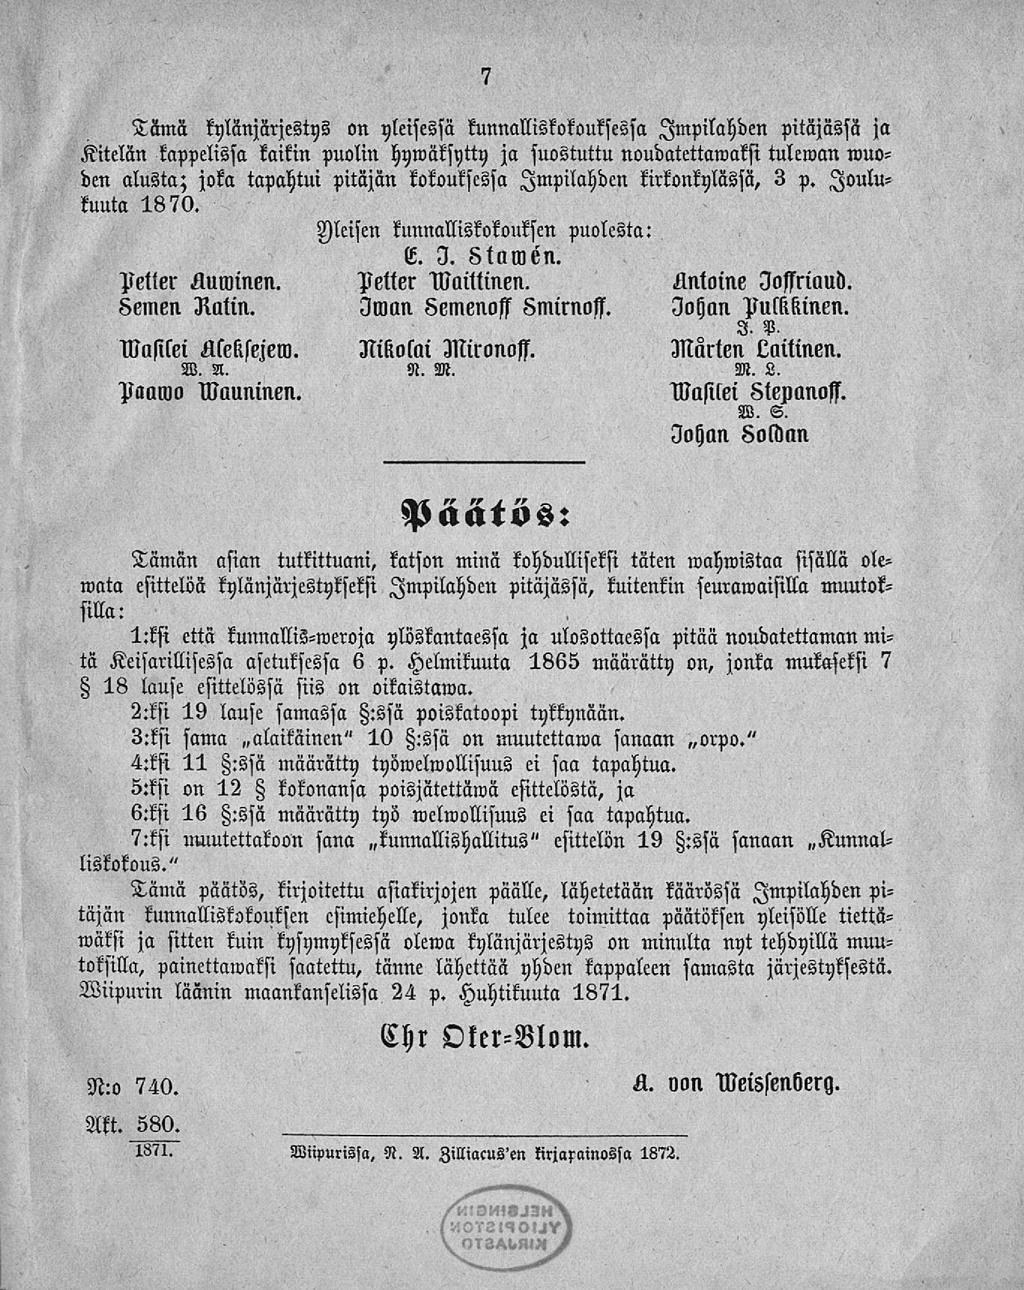 7
Tämä kylänjärjestys on yleisessä kunnalliskokouksessa Impilahden pitäjässä ja
Kitelän kappelissa kaikin puolin hywäksytty ja suostuttu noudatettawaksi tulewan wuo-
den alusta; joka tapahtui pitäjän kokouksessa Impilahden kirkonkylässä, 3 p. Joulu-
kuuta 1870.
Yleisen kunnalliskokouksen puolesta:
E. J. Stawén.
Petter Auwinen. Petter Waittinen. Antoine Joffriaud.
Semen Ratin. Iwan Semenoff Smirnoff. Johan Pulkkinen.
J. P.
Wasilei Aleksejew. Nikolai Mironoff. Mårten Laitinen.
W. A. N. M. M. L.
Paawo Wauninen. Wasilei Stepanoff.
W. S.
Johan Soldan
Päätös:
Tämän asian tutkittuani, katson minä kohdulliseksi täten wahwistaa sisällä ole-
wata esittelöä kylänjärjestykseksi Impilahden pitäjässä, kuitenkin seurawaisilla muutok-
silla:
1:ksi että kunnallis-weroja ylöskantaessa ja ulosottaessa pitää noudatettaman mi-
tä Keisarillisessa asetuksessa 6 p. Helmikuuta 1865 määrätty on, jonka mukaseksi 7
§ 18 lause esittelössä siis on oikaistawa.
2:ksi 19 lause samassa §:ssä poiskatoopi tykkynään.
3:ksi sama „alaikäinen" 10 §:ssä on muutettawa sanaan „orpo."
4:ksi 11 §:ssä määrätty työwelwollisuus ei saa tapahtua.
5:ksi on 12 § kokonansa poisjätettäwä esittelöstä, ja
6:ksi 16 §:ssä määrätty työ welwollisuus ei saa tapahtua.
7:ksi muutettakoon sana „kunnallishallitus" esittelön 19 §:ssä sanaan „Kunnal-
liskokous."
Tämä päätös, kirjoitettu asiakirjojen päälle, lähetetään käärössä Impilahden pi-
täjän kunnalliskokouksen esimiehelle, jonka tulee toimittaa päätöksen yleisölle tiettä-
wäksi ja sitten kuin kysymyksessä olewa kylänjärjestys on minulta nyt tehdyillä muu-
toksilla, painettawaksi saatettu, tänne lähettää yhden kappaleen samasta järjestyksestä.
Wiipurin läänin maankanselissa 24 p. Huhtikuuta 1871.
Chr Oker-Blom.
N:o 740. A. von Weissenberg.
Akt. 580.
1871.
Wiipurissa, N. A. Zilliacus'en kirjapainossa 1872.
HELSINGIN
YLIOPISTON
KIRJASTO